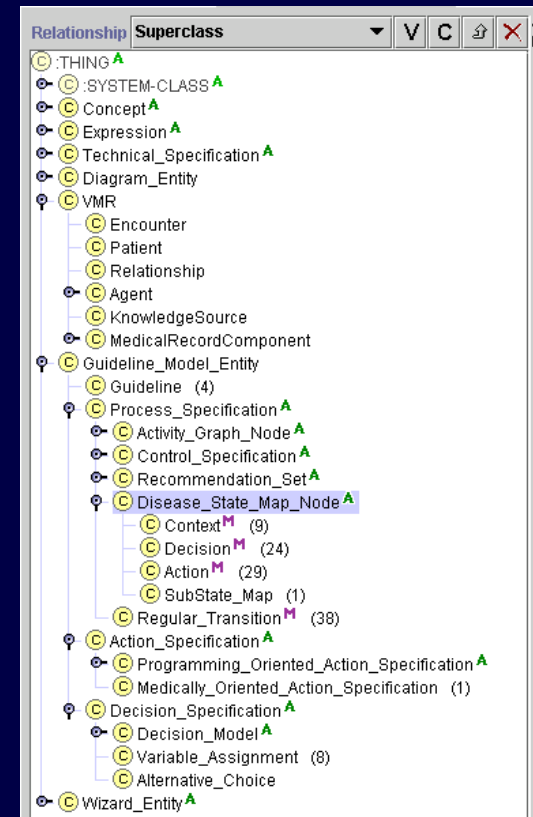 Relationship Superclass V C
C :THING A
C :SYSTEM-CLASS A
C Concept A
C Expression A
C Technical_Specification A
C Diagram_Entity
C VMR
C Encounter
C Patient
C Relationship
C Agent
C KnowledgeSource
C MedicalRecordComponent
C Guideline_Model_Entity
C Guideline (4)
C Process_Specification A
C Activity_Graph_Node A
C Control_Specification A
C Recommendation_Set A
C Disease_State_Map_Node A
C Context M (9)
C Decision M (24)
C Action M (29)
C SubState_Map (1)
C Regular_Transition M (38)
C Action_Specification A
C Programming_Oriented_Action_Specification A
C Medically_Oriented_Action_Specification (1)
C Decision_Specification A
C Decision_Model A
C Variable_Assignment (8)
C Alternative_Choice
C Wizard_Entity A